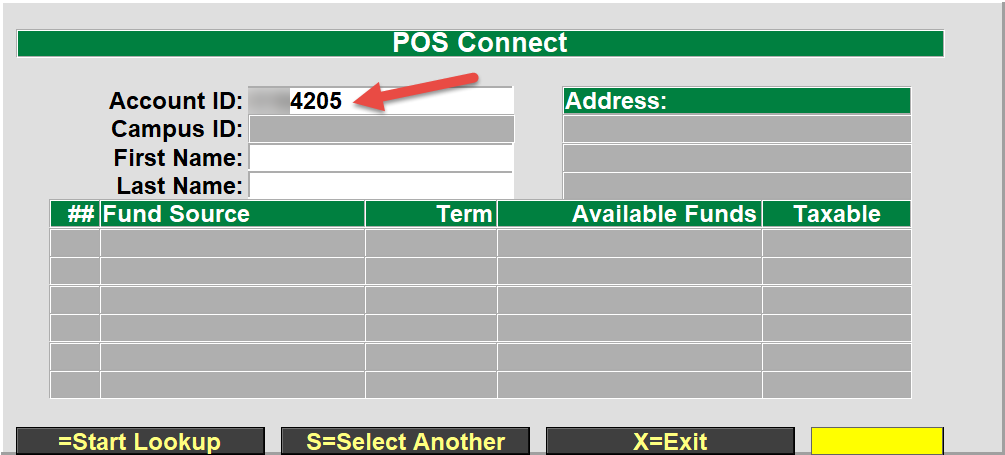 POS Connect
Account ID: 4205
Address:
Campus ID:
First Name:
Last Name:
## Fund Source Term Available Funds Taxable
=Start Lookup S=Select Another X=Exit